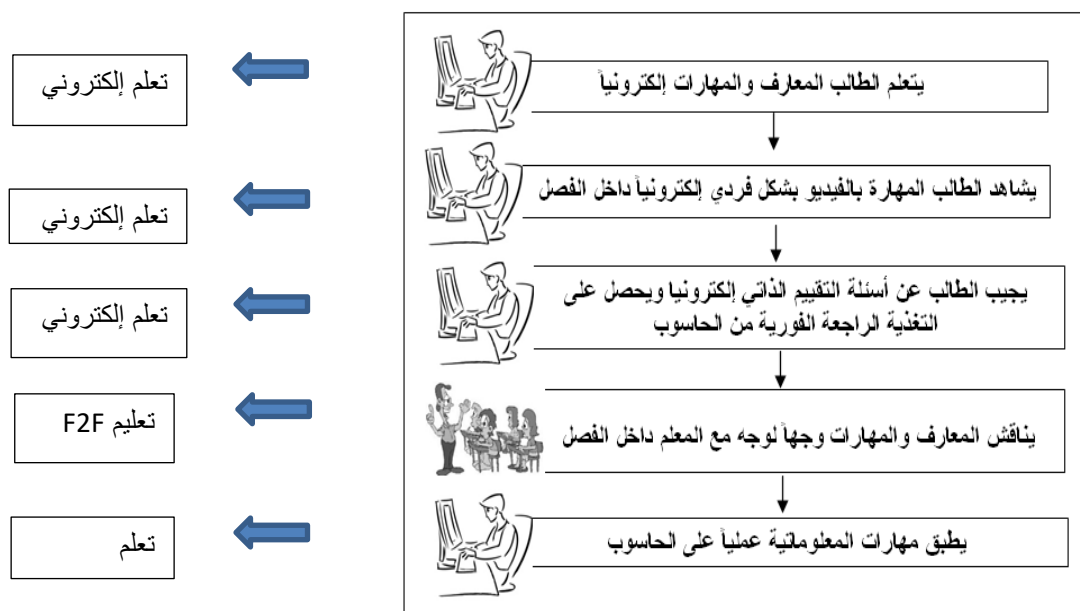 يتعلم الطالب المعارف والمهارات إلكترونياً
تعلم إلكتروني
يشاهد الطالب المهارة بالفيديو بشكل فردي إلكترونياً داخل الفصل
تعلم إلكتروني
يجيب الطالب عن أسئلة التقييم الذاتي إلكترونيا ويحصل على
التغذية الراجعة الفورية من الحاسوب
تعلم إلكتروني
يناقش المعارف والمهارات وجهاً لوجه مع المعلم داخل الفصل
تعليم F2F
يطبق مهارات المعلوماتية عملياً على الحاسوب
تعلم